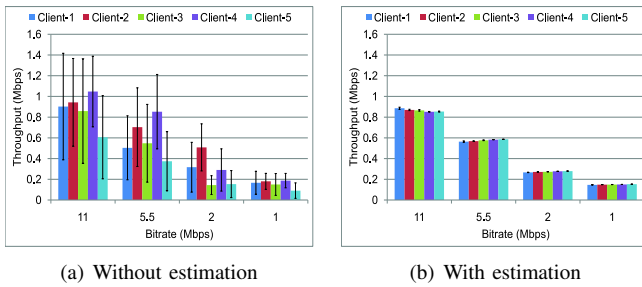 Client-1 Client-2 Client-3 Client-4 Client-5
1,6
1,4
1,2
1
0,8
0,6
0,4
0,2
0
Throughput (Mbps)
11 5.5 2 1
Bitrate (Mbps)
(a) Without estimation
Client-1 Client-2 Client-3 Client-4 Client-5
1,6
1,4
1,2
1
0,8
0,6
0,4
0,2
0
Throughput (Mbps)
11 5.5 2 1
Bitrate (Mbps)
(b) With estimation